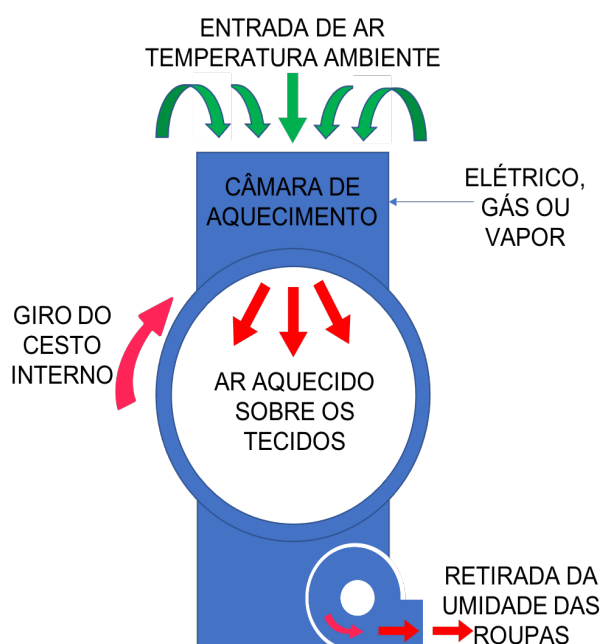 ENTRADA DE AR
TEMPERATURA AMBIENTE
CÂMARA DE
AQUECIMENTO
ELÉTRICO,
GÁS OU
VAPOR
GIRO DO
CESTO
INTERNO
AR AQUECIDO
SOBRE OS
TECIDOS
RETIRADA DA
UMIDADE DAS
ROUPAS